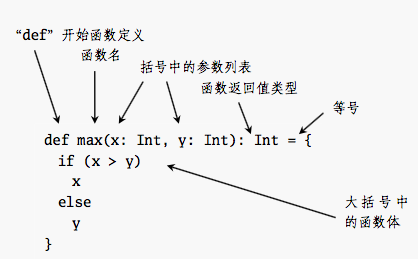 “def”开始函数定义
函数名
括号中的参数列表
函数返回值类型
等号
def max(x: Int, y: Int): Int = {
if (x > y)
x
else
y
}
大括号中
的函数体